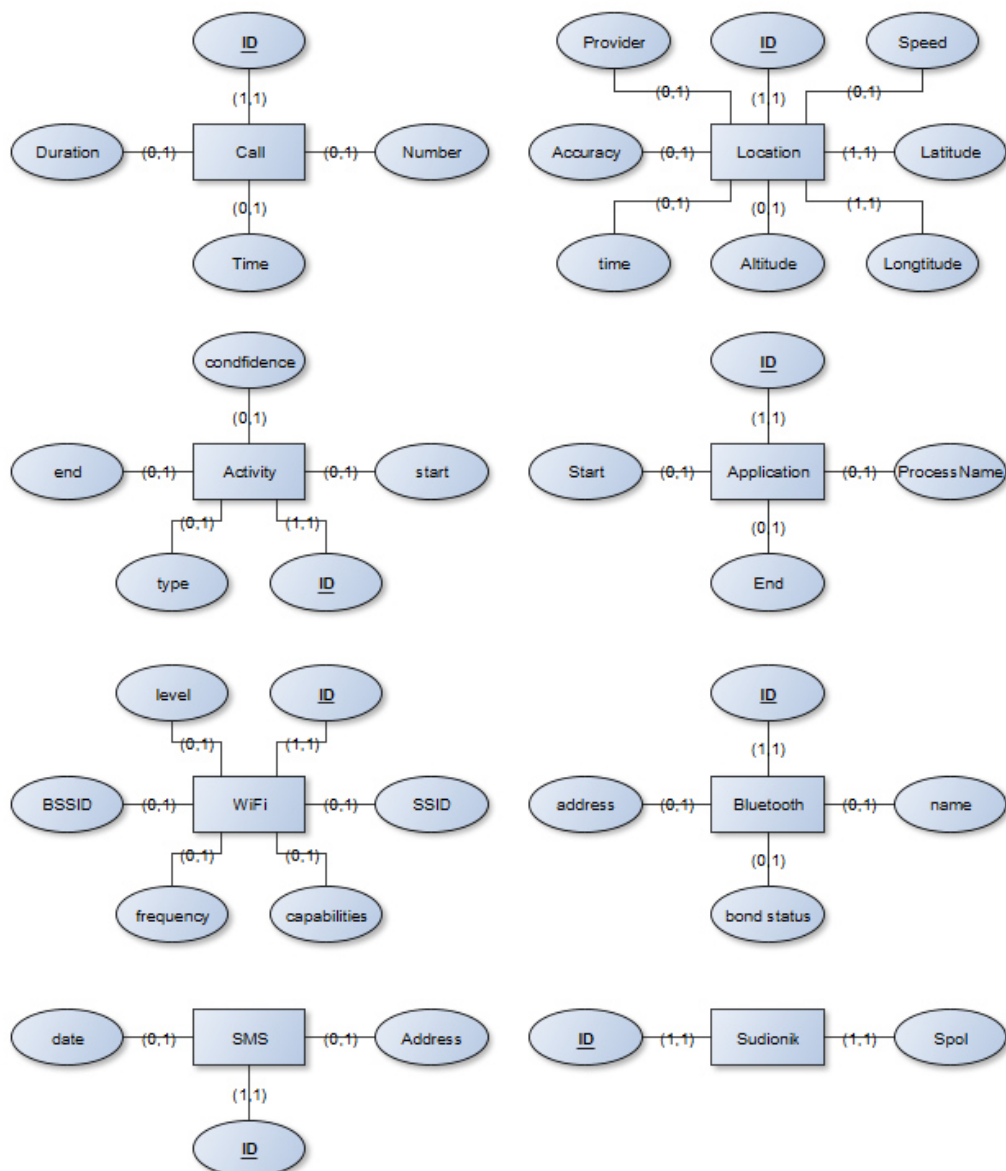 ID
(1,1)
Duration (0,1) Call (0,1) Number
(0,1)
Time
Provider ID Speed
(0,1) (1,1) (0,1)
Accuracy (0,1) Location (1,1) Latitude
(0,1) (0,1) (1,1)
time Altitude Longtitude
condfidence
(0,1)
end (0,1) Activity (0,1) start
(0,1) (1,1)
type ID
ID
(1,1)
Start (0,1) Application (0,1) ProcessName
(0,1)
End
level ID
(0,1) (1,1)
BSSID (0,1) WiFi (0,1) SSID
(0,1) (0,1)
frequency capabilities
ID
(1,1)
address (0,1) Bluetooth (0,1) name
(0,1)
bond status
date (0,1) SMS (0,1) Address
(1,1)
ID
ID (1,1) Sudionik (1,1) Spol